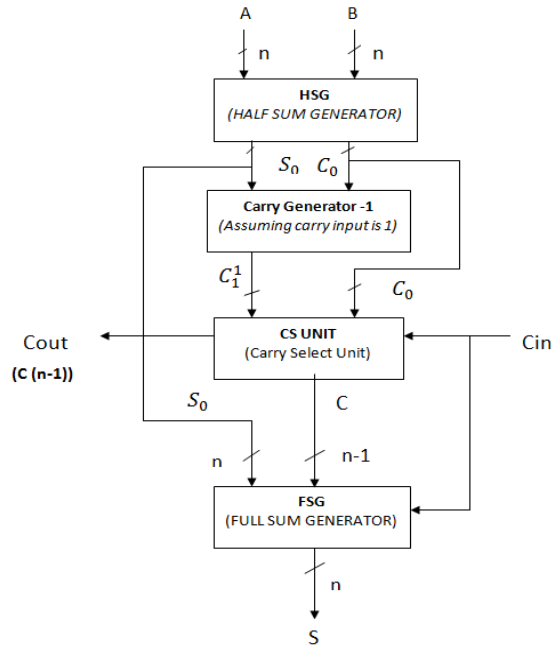 A B
n n
HSG
(HALF SUM GENERATOR)
S₀ C₀
Carry Generator -1
(Assuming carry input is 1)
C₁¹ C₀
CS UNIT
(Carry Select Unit)
Cout
(C (n-1))
Cin
C
S₀
n n-1
FSG
(FULL SUM GENERATOR)
n
S